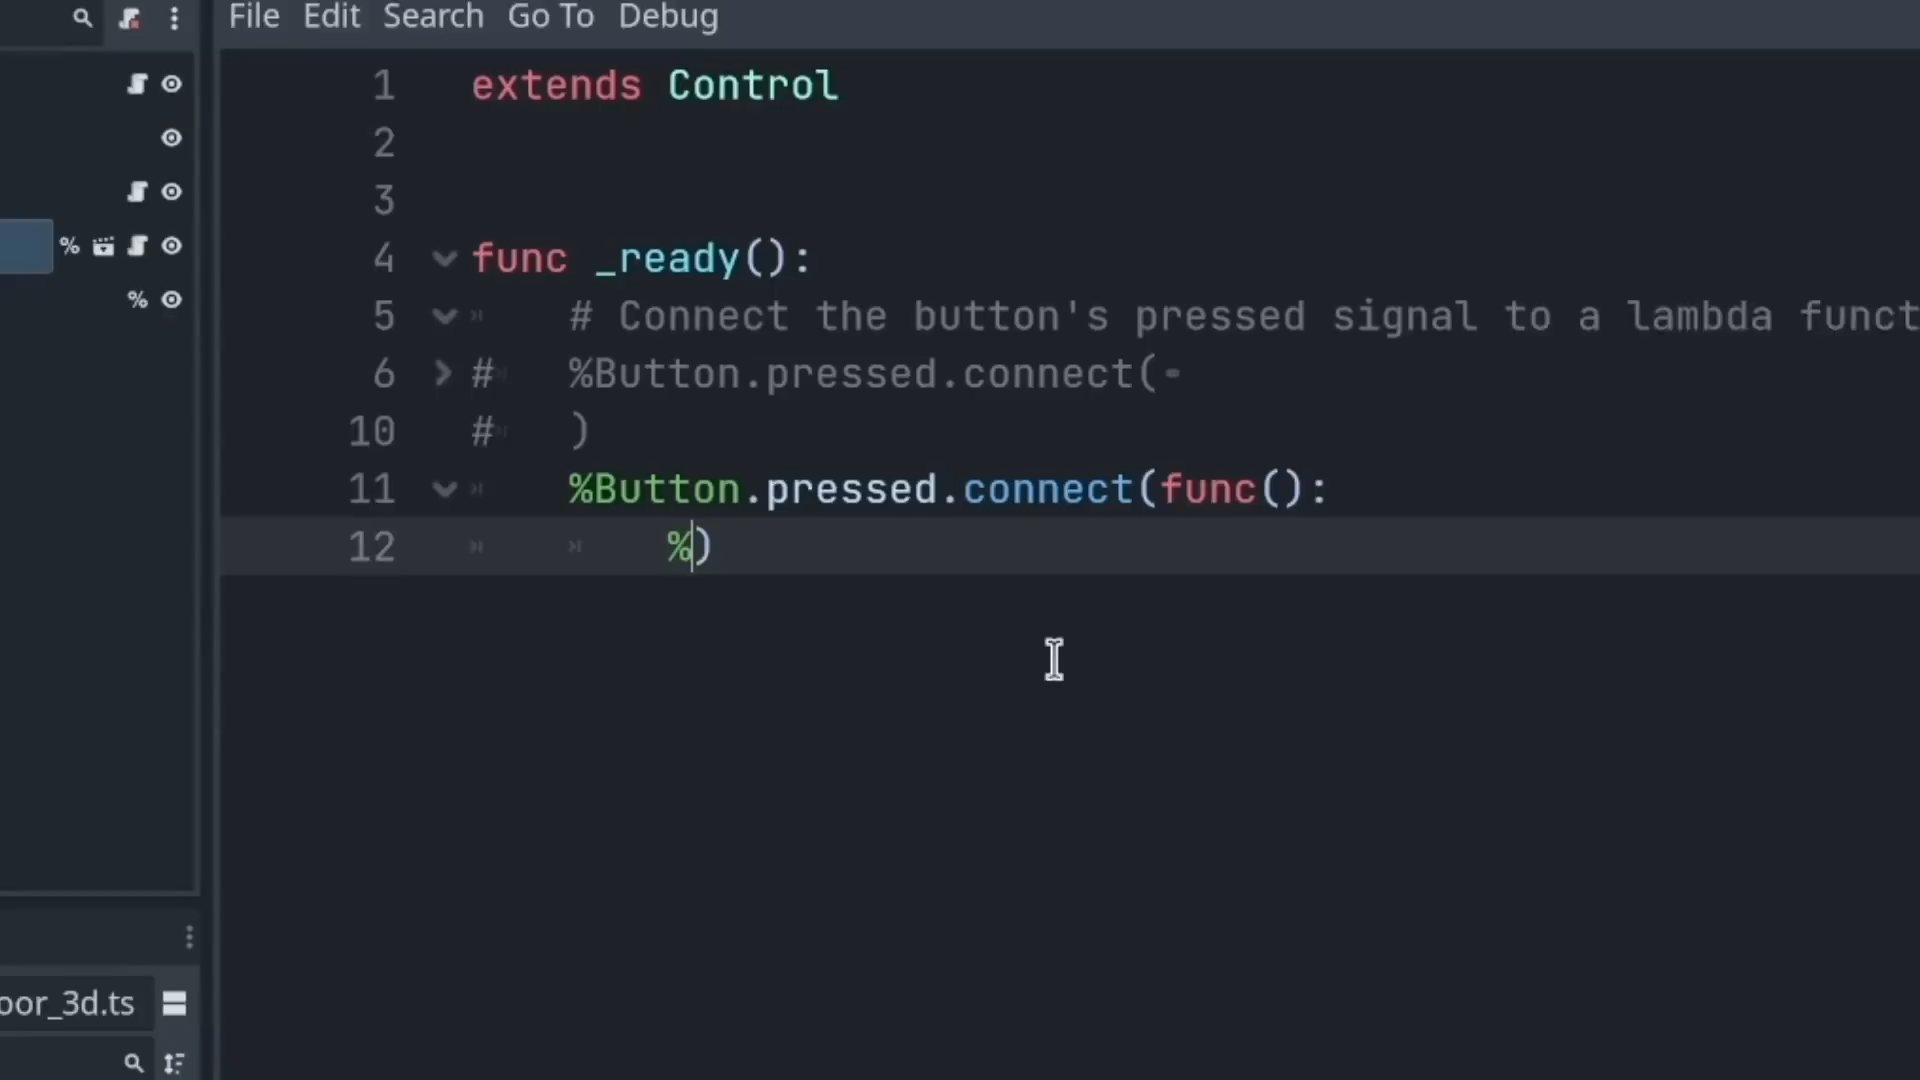 File Edit Search Go To Debug
1 extends Control
2
3
4 func _ready():
5 # Connect the button's pressed signal to a lambda funct
6 # %Button.pressed.connect(
10 # )
11 %Button.pressed.connect(func():
12 %)
%
%
oor_3d.ts